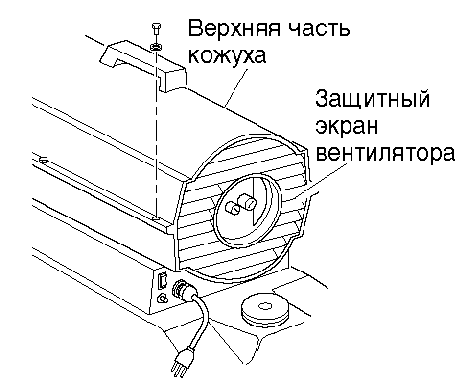 Верхняя часть
кожуха
Защитный
экран
вентилятора